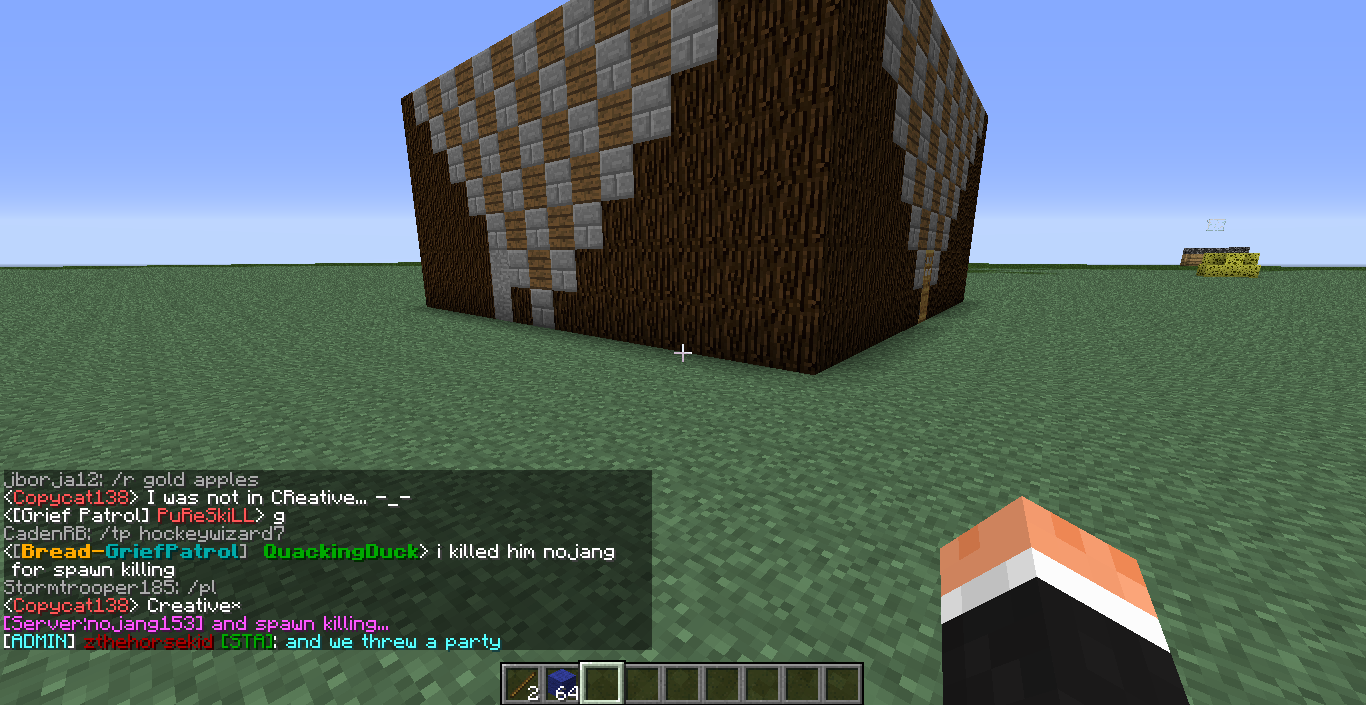 jborja12: /r gold apples
<Copycat138> I was not in CReative... -_-
<[Grief Patrol] PuReSkiLL> g
CadenRB: /tp hockeywizard7
<[Bread-GriefPatrol] QuackingDuck> i killed him nojang
for spawn killing
Stormtrooper185: /pl
<Copycat138> Creative*
[Server:nojang153] and spawn killing...
[ADMIN] zthehorsekid [STA]: and we threw a party
2 64